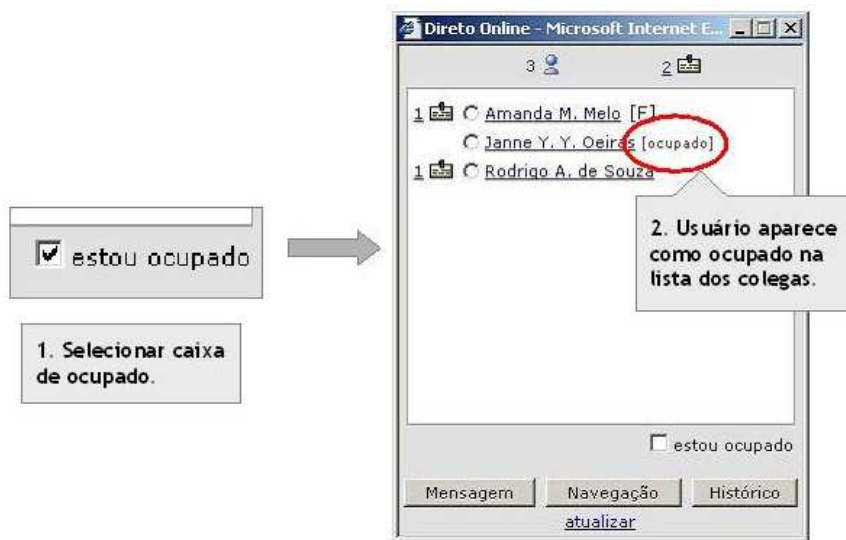 Direto Online - Microsoft Internet E...
3 2
1 Amanda M. Melo [F]
Janne Y. Y. Oeiras [ocupado]
1 Rodrigo A. de Souza
estou ocupado
1. Selecionar caixa
de ocupado.
2. Usuário aparece
como ocupado na
lista dos colegas.
estou ocupado
Mensagem Navegação Histórico
atualizar